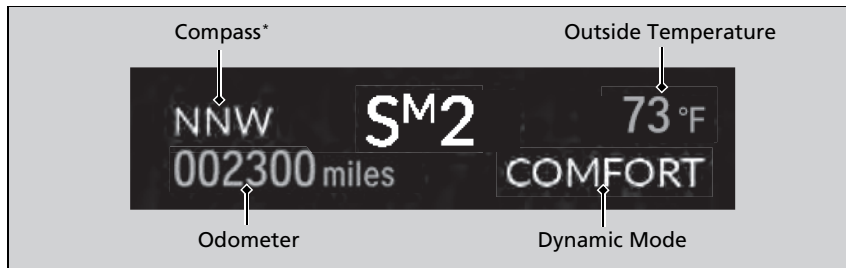 Compass* Outside Temperature
NNW SM2 73 °F
002300 miles COMFORT
Odometer Dynamic Mode